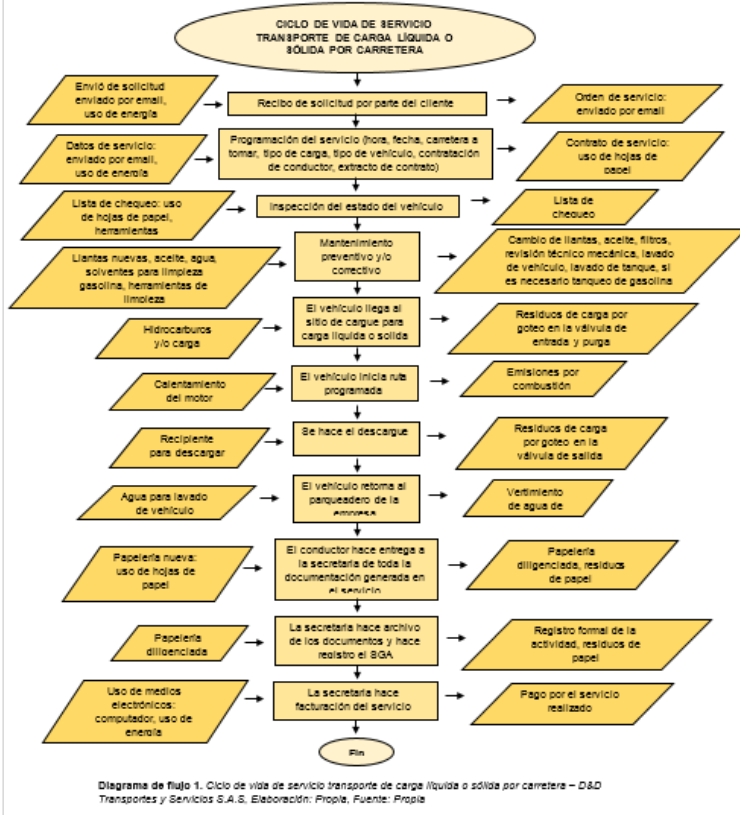 CICLO DE VIDA DE SERVICIO
TRANSPORTE DE CARGA LÍQUIDA O
SÓLIDA POR CARRETERA
Envió de solicitud
enviado por email,
uso de energía
Recibo de solicitud por parte del cliente
Orden de servicio:
enviado por email
Datos de servicio:
enviado por email,
uso de energía
Programación del servicio (hora, fecha, carretera a
tomar, tipo de carga, tipo de vehículo, contratación
de conductor, extracto de contrato)
Contrato de servicio:
uso de hojas de
papel
Lista de chequeo: uso
de hojas de papel,
herramientas
Inspección del estado del vehículo
Lista de
chequeo
Llantas nuevas, aceite, agua,
solventes para limpieza
gasolina, herramientas de
limpieza
Mantenimiento
preventivo y/o
correctivo
Cambio de llantas, aceite, filtros,
revisión técnico mecánica, lavado
de vehículo, lavado de tanque, si
es necesario tanqueo de gasolina
Hidrocarburos
y/o carga
El vehículo llega al
sitio de cargue para
carga liquida o solida
Residuos de carga por
goteo en la válvula de
entrada y purga
Calentamiento
del motor
El vehículo inicia ruta
programada
Emisiones por
combustión
Recipiente
para descargar
Se hace el descargue
Residuos de carga
por goteo en la
válvula de salida
Agua para lavado
de vehículo
El vehículo retorna al
parqueadero de la
empresa
Vertimiento
de agua de
Papelería nueva:
uso de hojas de
papel
El conductor hace entrega a
la secretaria de toda la
documentación generada en
el servicio
Papelería
diligenciada, residuos
de papel
Papelería
diligenciada
La secretaria hace archivo
de los documentos y hace
registro el SGA
Registro formal de la
actividad, residuos de
papel
Uso de medios
electrónicos:
computador, uso de
energía
La secretaria hace
facturación del servicio
Pago por el servicio
realizado
Fin
Diagrama de flujo 1. Ciclo de vida de servicio transporte de carga líquida o sólida por carretera – D&D
Transportes y Servicios S.A.S, Elaboración: Propia, Fuente: Propia